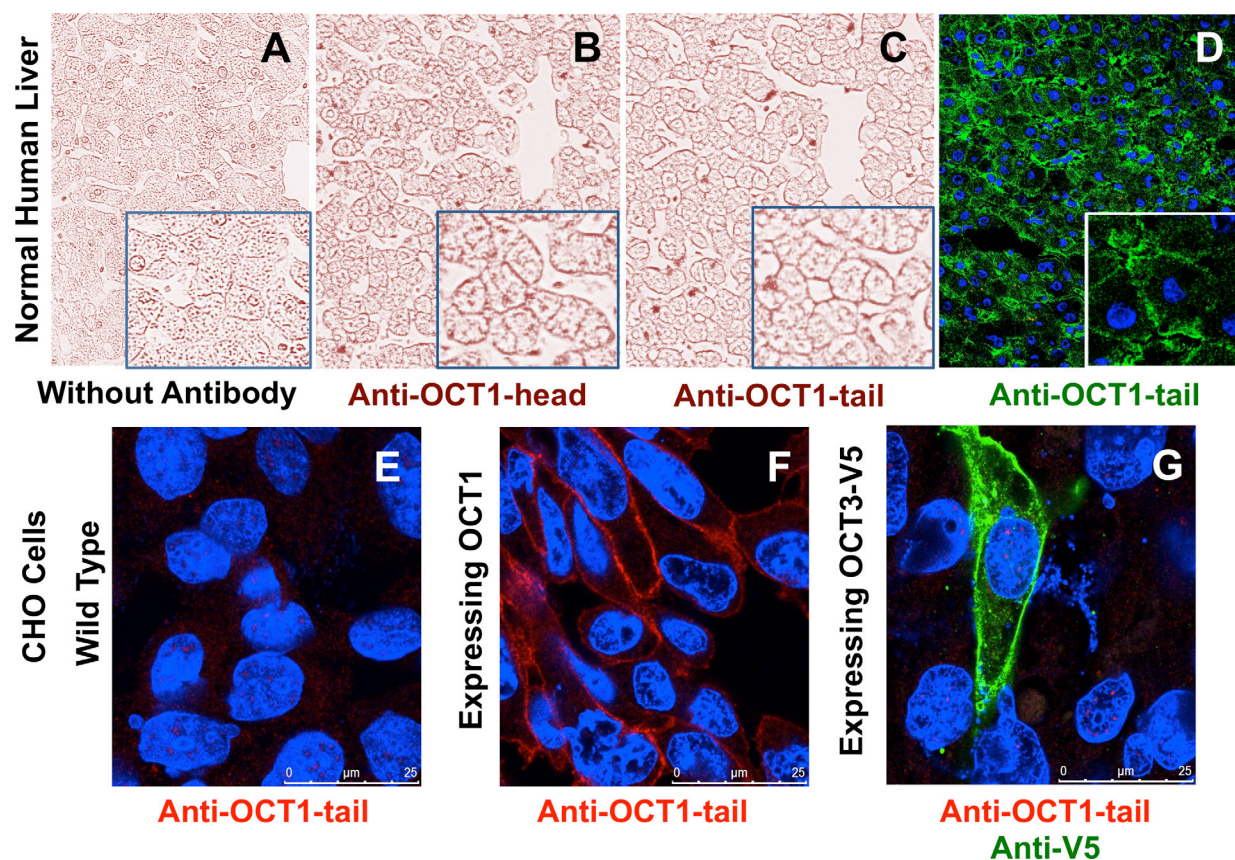 Normal Human Liver
A
B
C
D
Without Antibody
Anti-OCT1-head
Anti-OCT1-tail
Anti-OCT1-tail
CHO Cells
Wild Type
E
0 µm 25
Expressing OCT1
F
0 µm 25
Expressing OCT3-V5
G
0 µm 25
Anti-OCT1-tail
Anti-OCT1-tail
Anti-OCT1-tail
Anti-V5